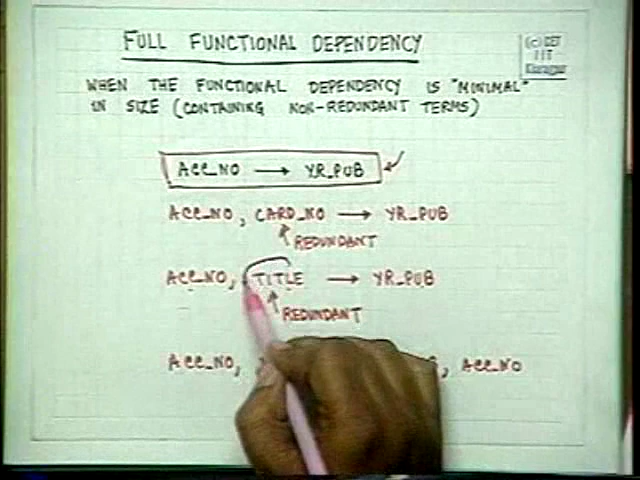 FULL FUNCTIONAL DEPENDENCY
(c) CET
IIT
WHEN THE FUNCTIONAL DEPENDENCY IS "MINIMAL"
IN SIZE (CONTAINING NON-REDUNDANT TERMS)
ACC_NO → YR_PUB
ACC_NO, CARD_NO → YR_PUB
REDUNDANT
ACC_NO, TITLE → YR_PUB
REDUNDANT
ACC_NO, , ACC_NO